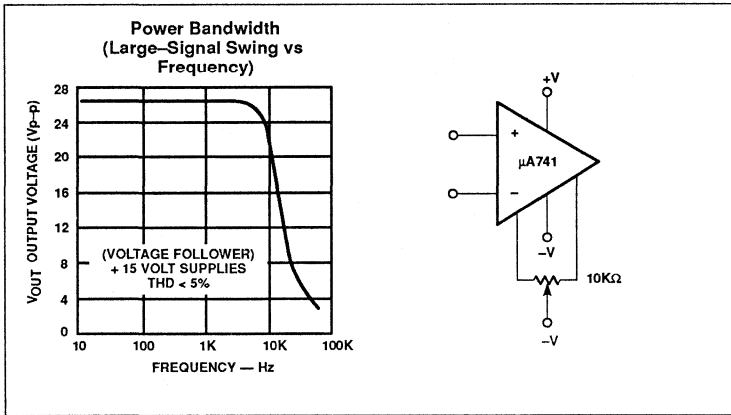 Power Bandwidth
(Large–Signal Swing vs
Frequency)
VOUT OUTPUT VOLTAGE (Vp–p)
28
24
20
16
12
8
4
0
(VOLTAGE FOLLOWER)
+ 15 VOLT SUPPLIES
THD < 5%
10 100 1K 10K 100K
FREQUENCY — Hz
+V
+
µA741
–
–V
10KΩ
–V